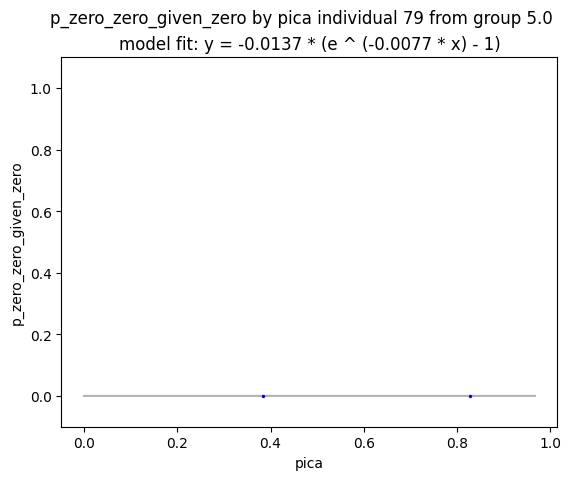 p_zero_zero_given_zero by pica individual 79 from group 5.0
model fit: y = -0.0137 * (e ^ (-0.0077 * x) - 1)
1.0
0.8
0.6
0.4
0.2
0.0
p_zero_zero_given_zero
0.0 0.2 0.4 0.6 0.8 1.0
pica